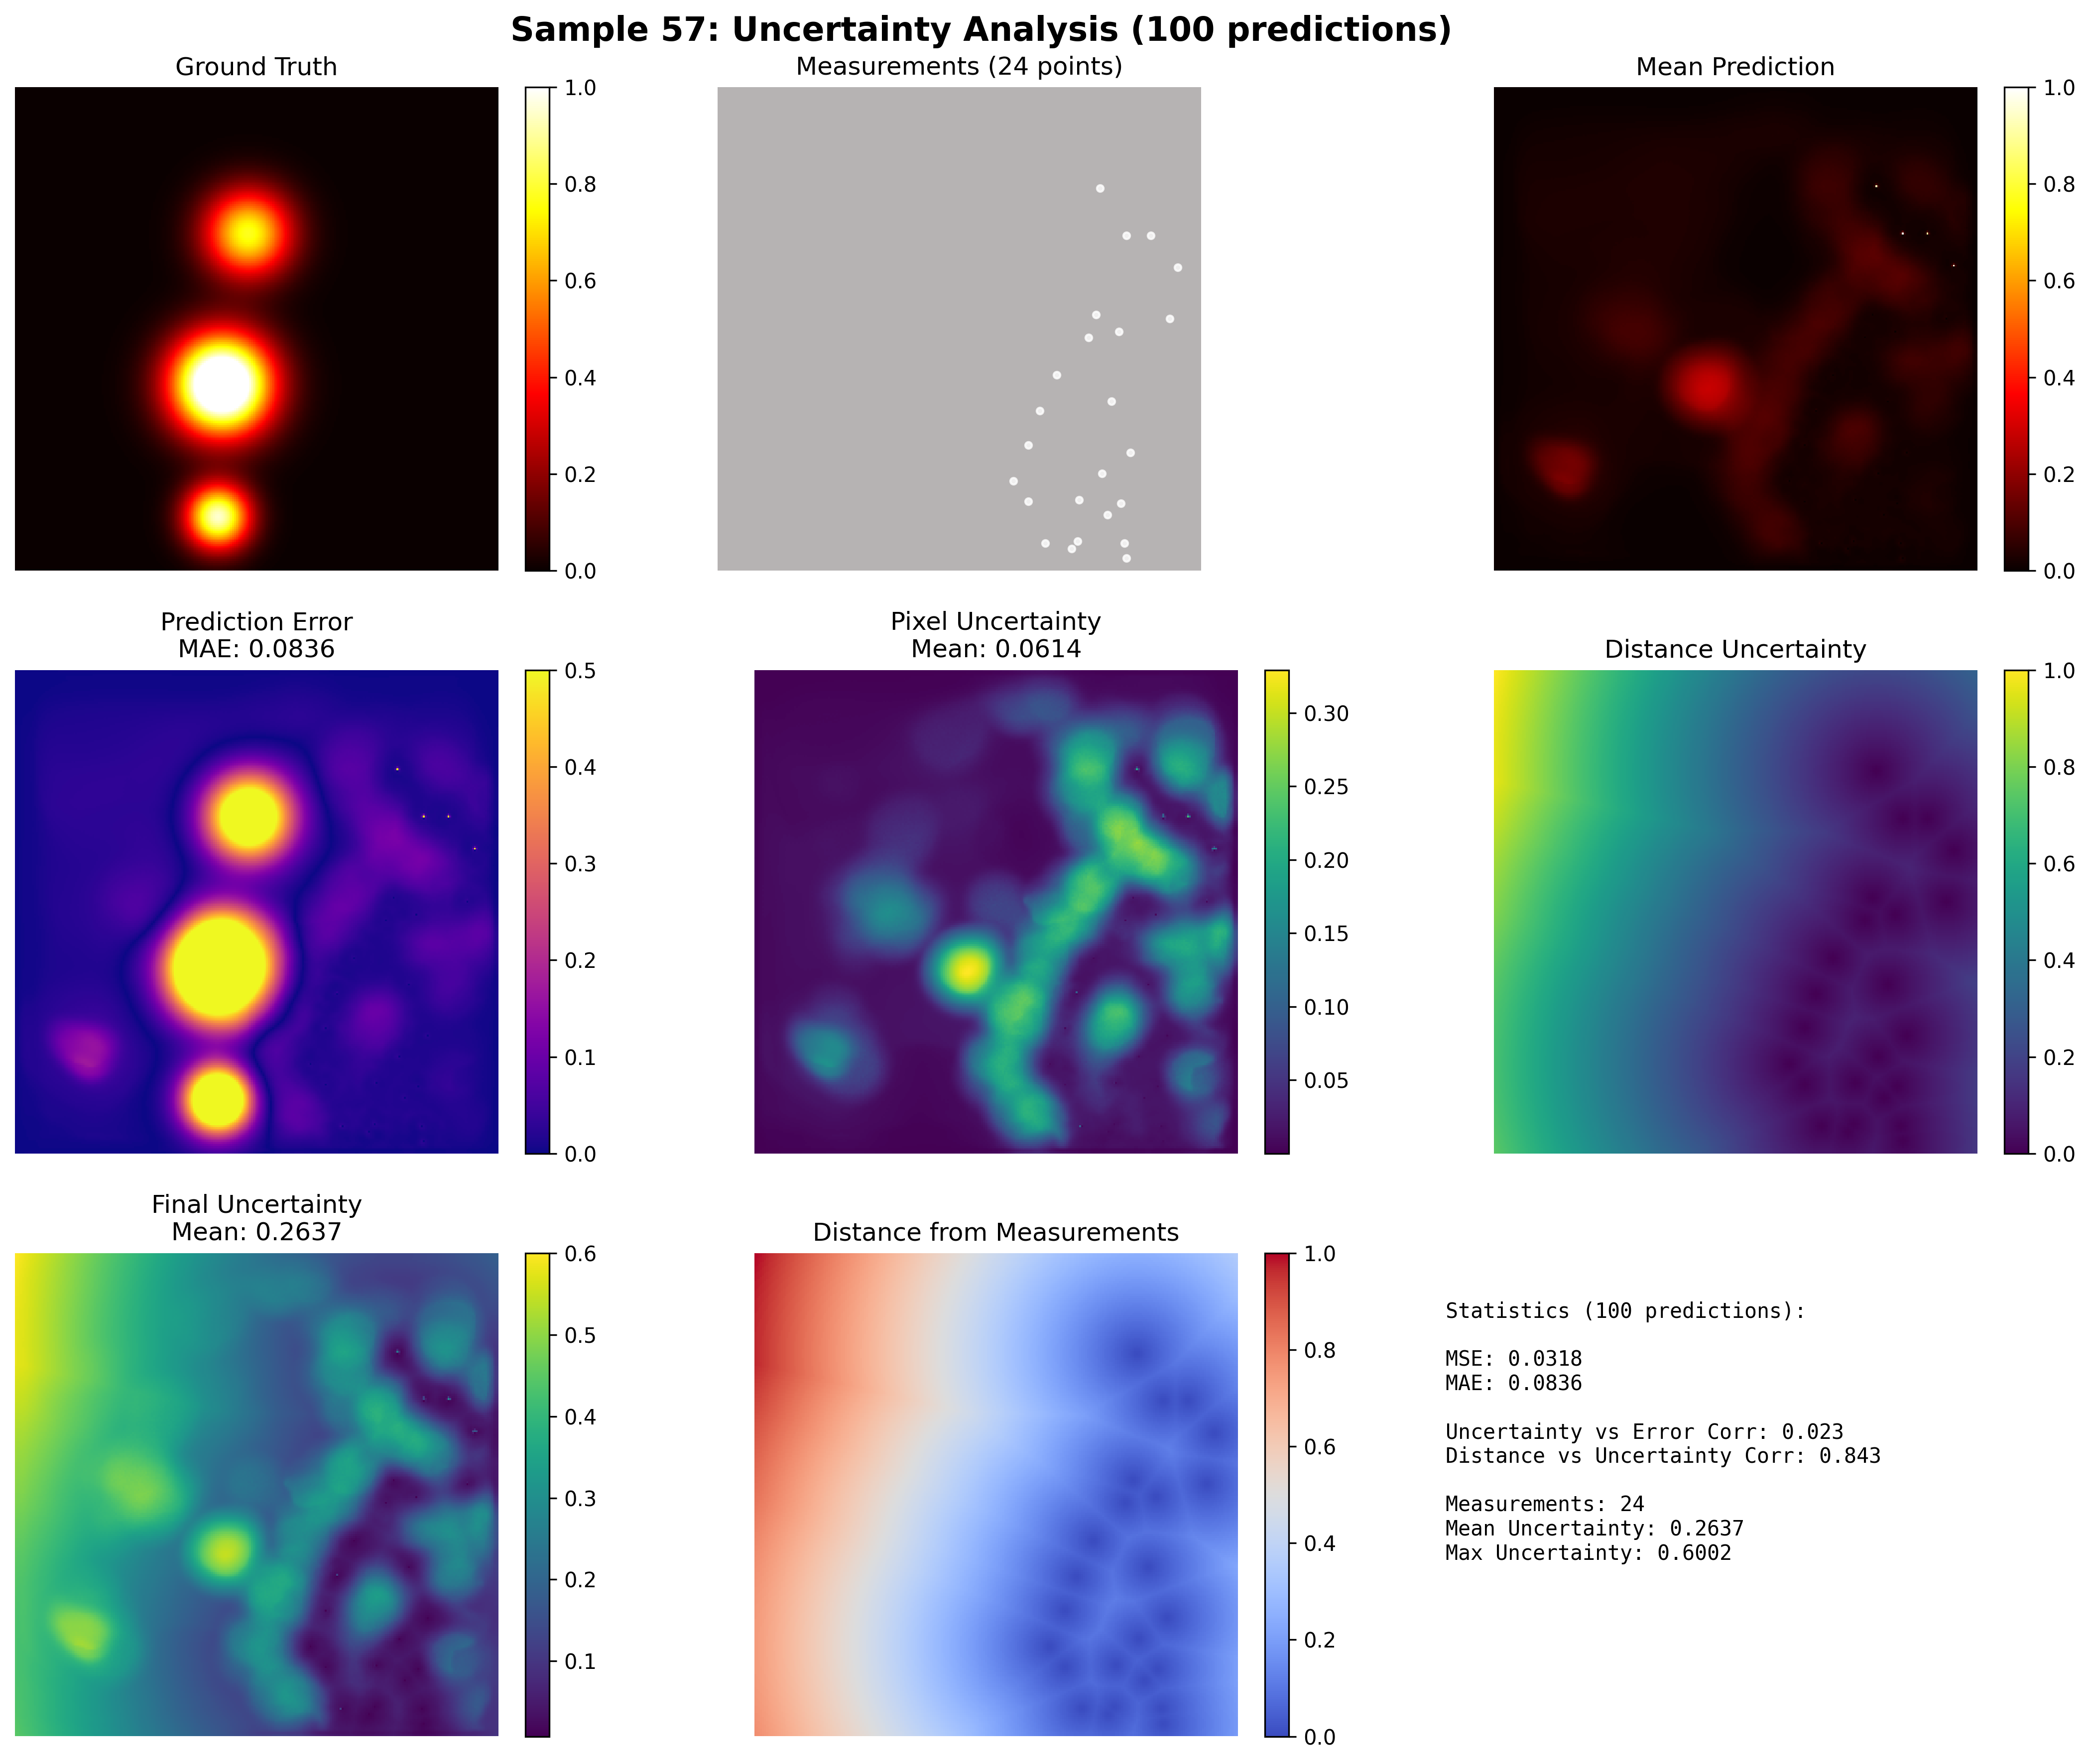 Sample 57: Uncertainty Analysis (100 predictions)
Ground Truth
1.0
0.8
0.6
0.4
0.2
0.0
Measurements (24 points)
Mean Prediction
1.0
0.8
0.6
0.4
0.2
0.0
Prediction Error
MAE: 0.0836
0.5
0.4
0.3
0.2
0.1
0.0
Pixel Uncertainty
Mean: 0.0614
0.30
0.25
0.20
0.15
0.10
0.05
Distance Uncertainty
1.0
0.8
0.6
0.4
0.2
0.0
Final Uncertainty
Mean: 0.2637
0.6
0.5
0.4
0.3
0.2
0.1
Distance from Measurements
1.0
0.8
0.6
0.4
0.2
0.0
Statistics (100 predictions):
MSE: 0.0318
MAE: 0.0836
Uncertainty vs Error Corr: 0.023
Distance vs Uncertainty Corr: 0.843
Measurements: 24
Mean Uncertainty: 0.2637
Max Uncertainty: 0.6002